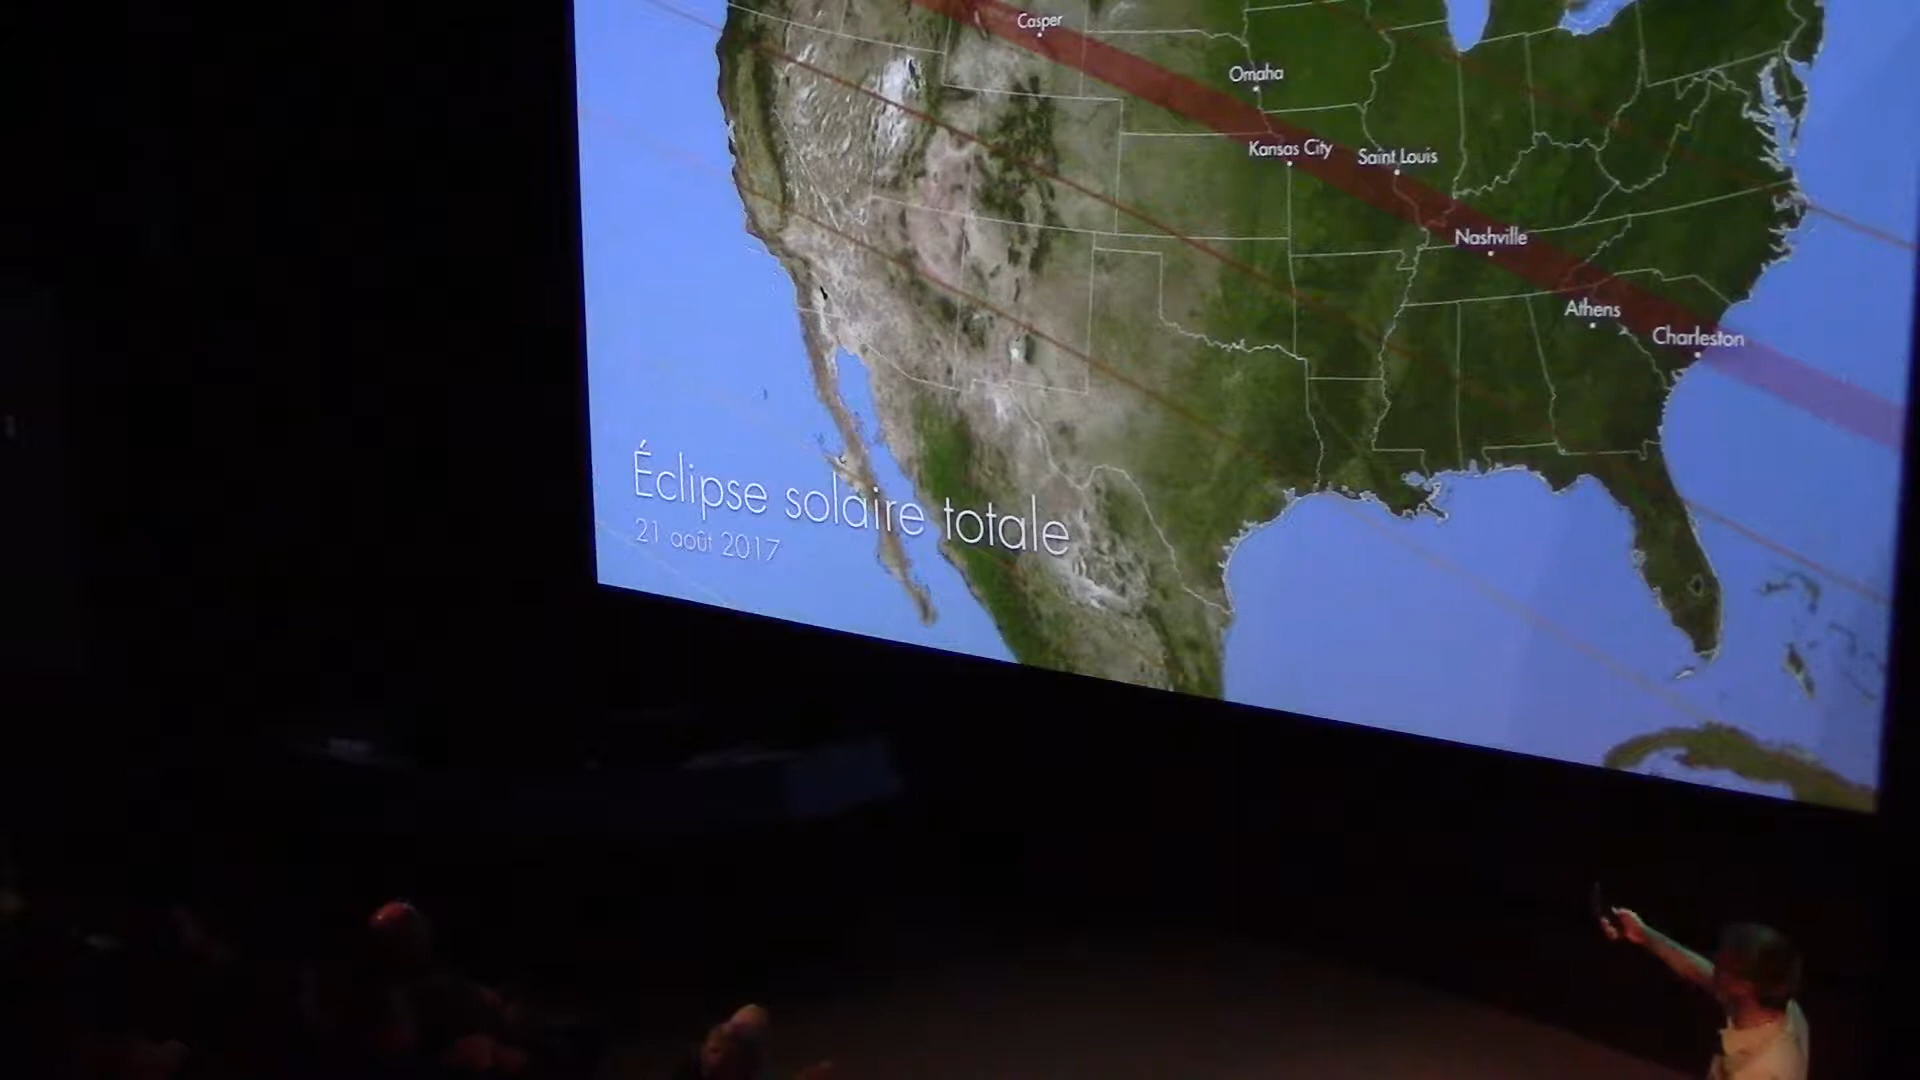 Casper
Omaha
Kansas City
Saint Louis
Nashville
Athens
Charleston
Éclipse solaire totale
21 août 2017